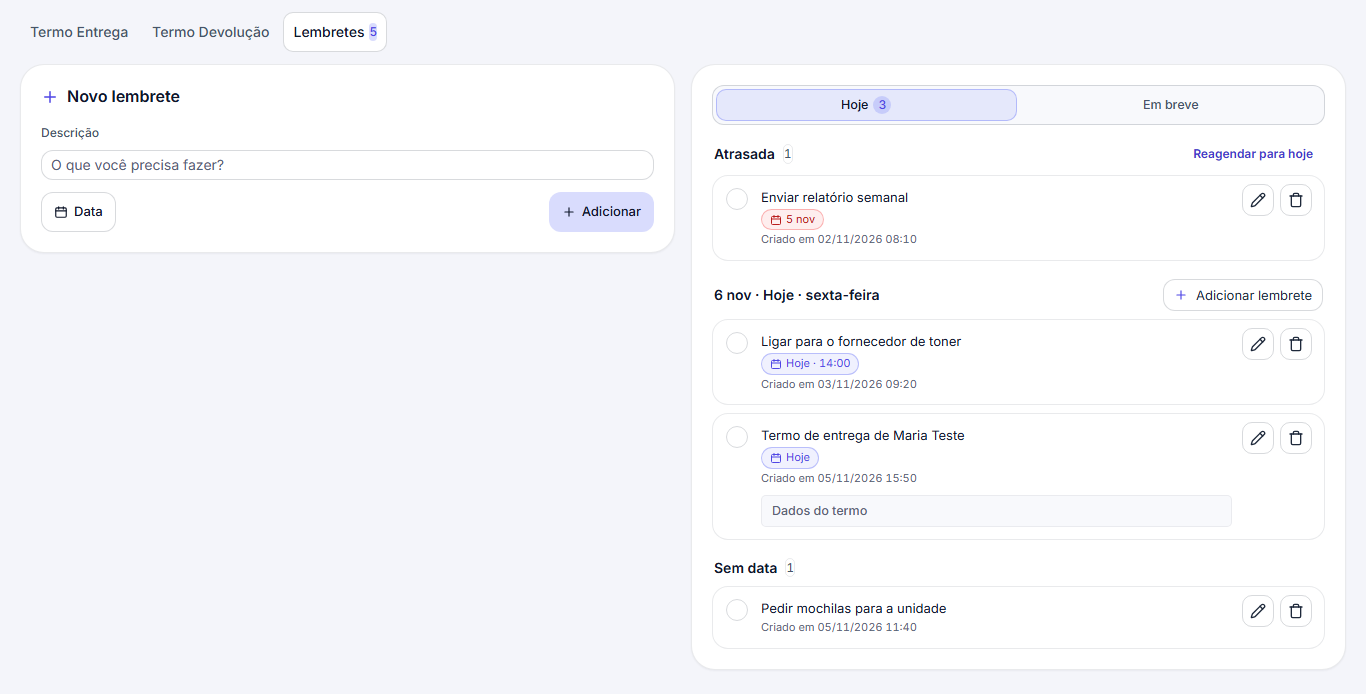 Termo Entrega
Termo Devolução
Lembretes 5
Novo lembrete
Descrição
O que você precisa fazer?
Data
Adicionar
Hoje 3
Em breve
Atrasada 1
Reagendar para hoje
Enviar relatório semanal
5 nov
Criado em 02/11/2026 08:10
6 nov · Hoje · sexta-feira
Adicionar lembrete
Ligar para o fornecedor de toner
Hoje · 14:00
Criado em 03/11/2026 09:20
Termo de entrega de Maria Teste
Hoje
Criado em 05/11/2026 15:50
Dados do termo
Sem data 1
Pedir mochilas para a unidade
Criado em 05/11/2026 11:40